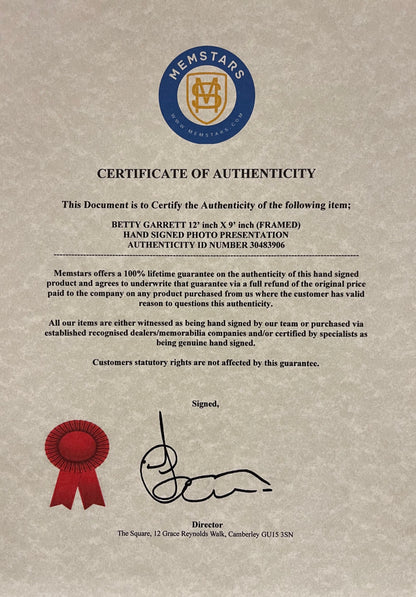 MEMSTARS
MS
WWW.MEMSTARS.COM
CERTIFICATE OF AUTHENTICITY
This Document is to Certify the Authenticity of the following item;
BETTY GARRETT 12' inch X 9' inch (FRAMED)
HAND SIGNED PHOTO PRESENTATION
AUTHENTICITY ID NUMBER 30483906
Memstars offers a 100% lifetime guarantee on the authenticity of this hand signed
product and agrees to underwrite that guarantee via a full refund of the original price
paid to the company on any product purchased from us where the customer has valid
reason to questions this authenticity.
All our items are either witnessed as being hand signed by our team or purchased via
established recognised dealers/memorabilia companies and/or certified by specialists as
being genuine hand signed.
Customers statutory rights are not affected by this guarantee.
Signed,
Director
The Square, 12 Grace Reynolds Walk, Camberley GU15 3SN